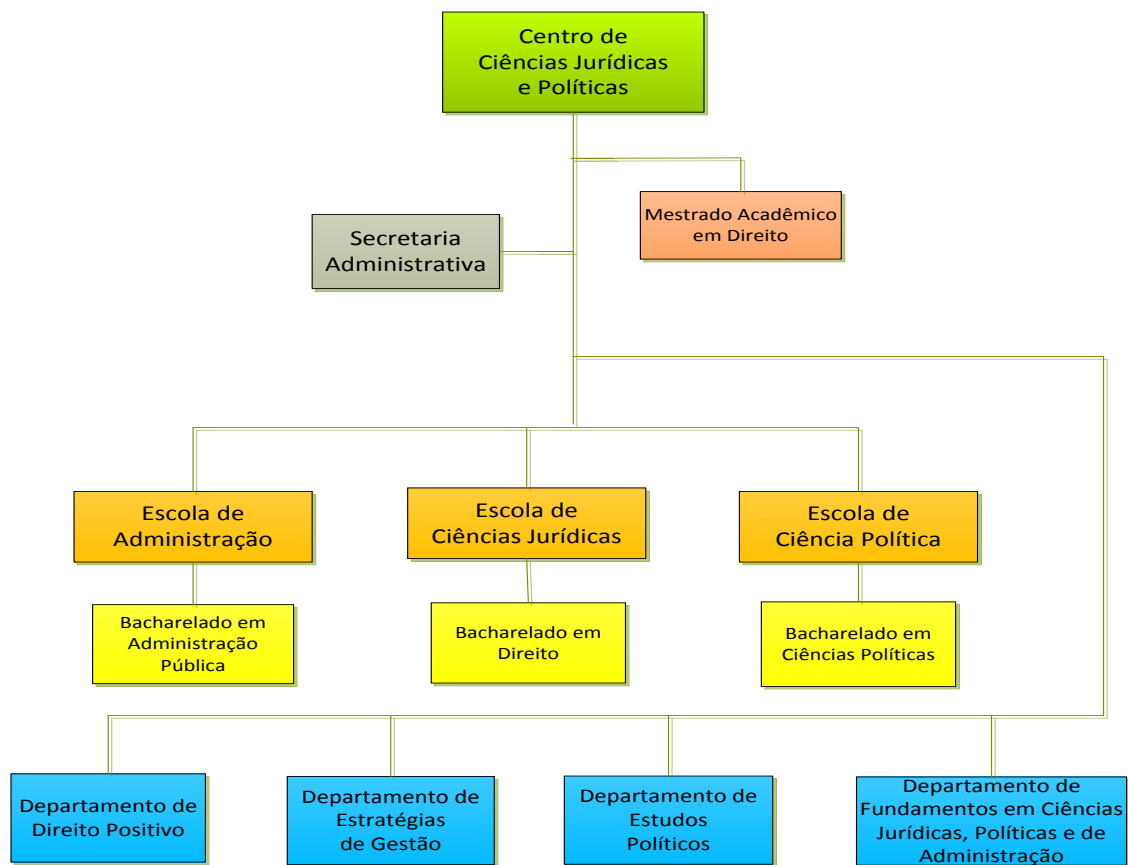 Centro de
Ciências Jurídicas
e Políticas
Mestrado Acadêmico
em Direito
Secretaria
Administrativa
Escola de
Administração
Escola de
Ciências Jurídicas
Escola de
Ciência Política
Bacharelado em
Administração
Pública
Bacharelado em
Direito
Bacharelado em
Ciências Políticas
Departamento de
Direito Positivo
Departamento de
Estratégias
de Gestão
Departamento de
Estudos
Políticos
Departamento de
Fundamentos em Ciências
Jurídicas, Políticas e de
Administração